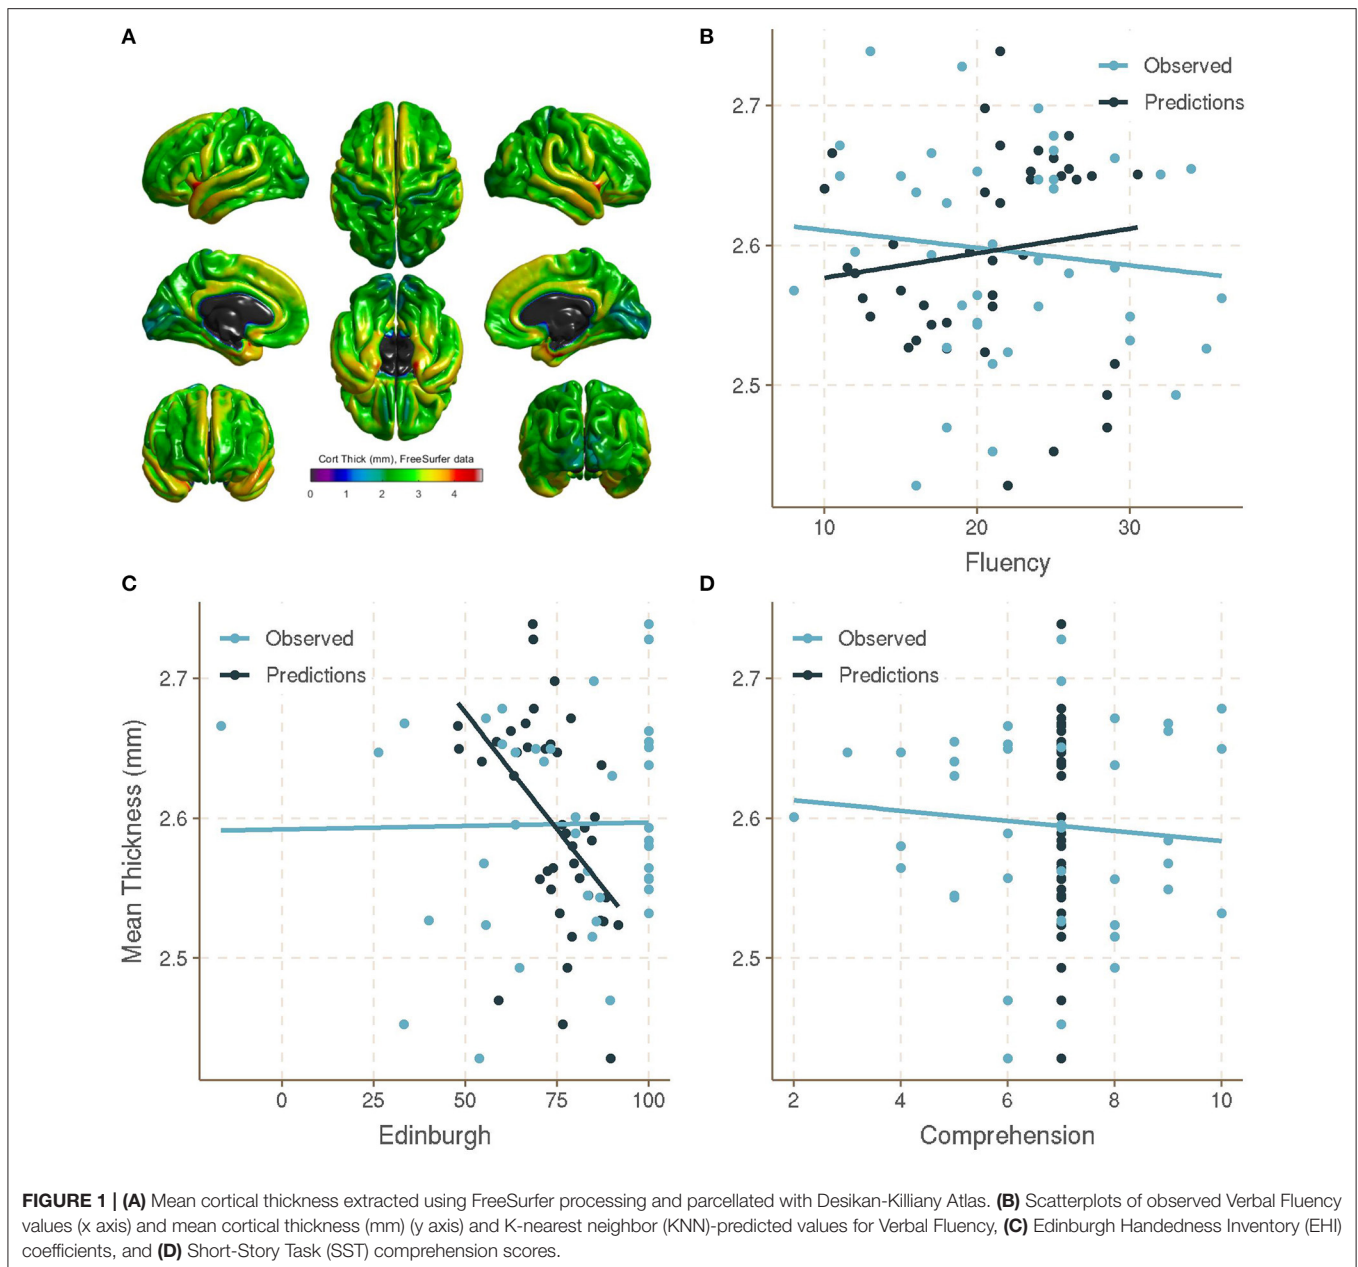 A
Cort Thick (mm), FreeSurfer data
0 1 2 3 4
B
Observed
Predictions
2.7
2.6
2.5
10 20 30
Fluency
C
Observed
Predictions
Mean Thickness (mm)
2.7
2.6
2.5
0 25 50 75 100
Edinburgh
D
Observed
Predictions
2.7
2.6
2.5
2 4 6 8 10
Comprehension
FIGURE 1 | (A) Mean cortical thickness extracted using FreeSurfer processing and parcellated with Desikan-Killiany Atlas. (B) Scatterplots of observed Verbal Fluency
values (x axis) and mean cortical thickness (mm) (y axis) and K-nearest neighbor (KNN)-predicted values for Verbal Fluency, (C) Edinburgh Handedness Inventory (EHI)
coefficients, and (D) Short-Story Task (SST) comprehension scores.